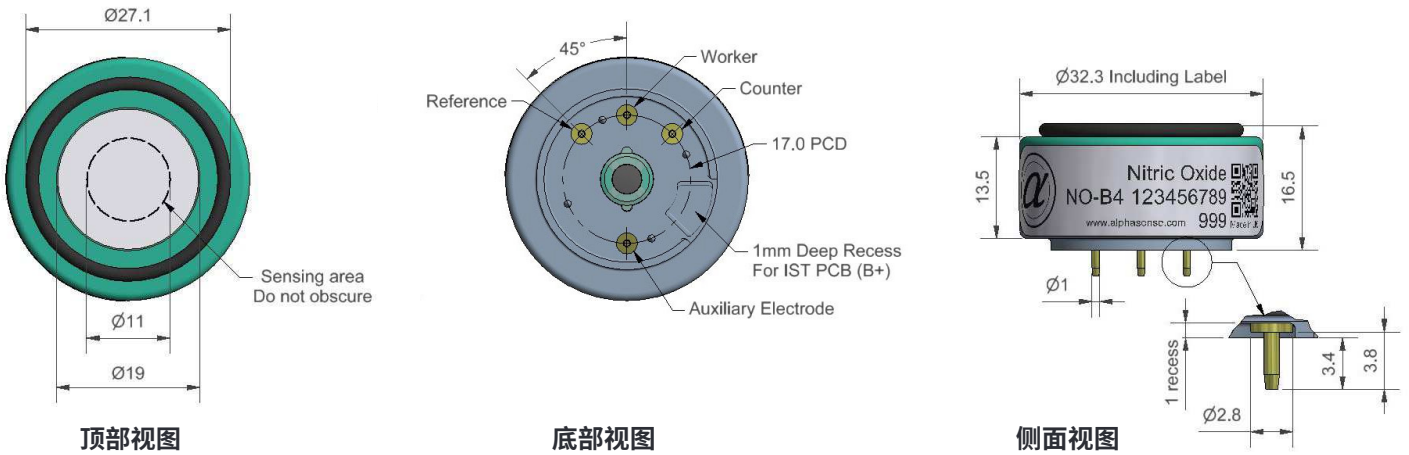 Ø27.1
Sensing area
Do not obscure
Ø11
Ø19
顶部视图
45°
Worker
Counter
Reference
17.0 PCD
1mm Deep Recess
For IST PCB (B+)
Auxiliary Electrode
底部视图
Ø32.3 Including Label
13.5
16.5
α
Nitric Oxide
NO-B4 123456789
www.alphasense.com 999
Ø1
1 recess
3.4
3.8
Ø2.8
侧面视图